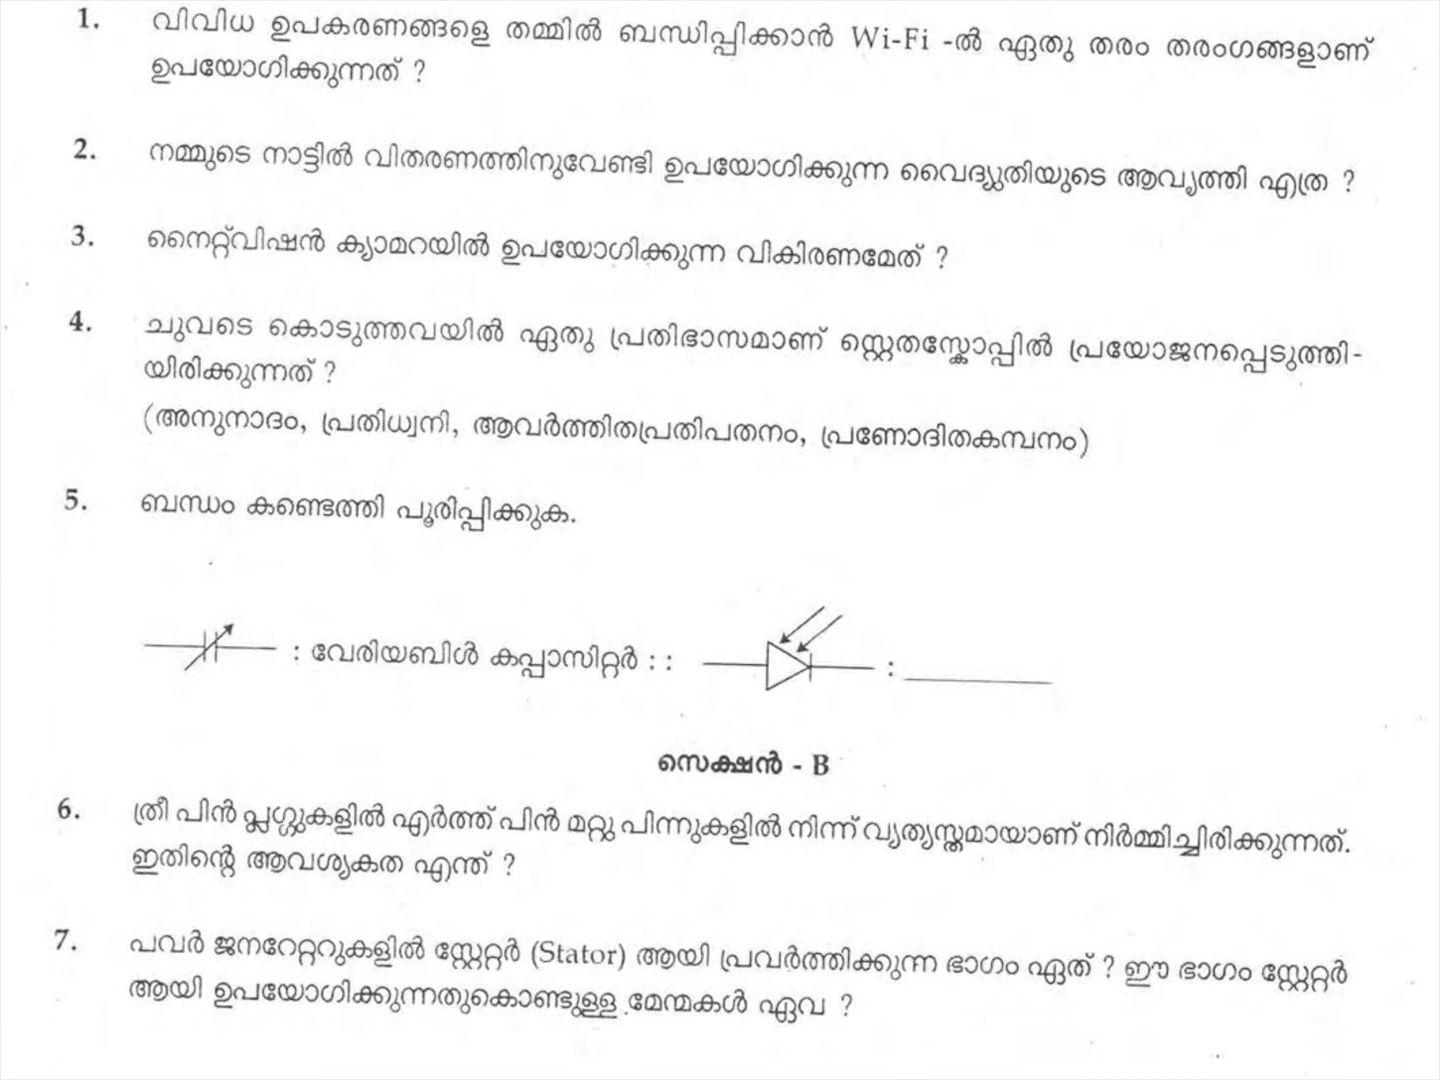 1. വിവിധ ഉപകരണങ്ങളെ തമ്മിൽ ബന്ധിപ്പിക്കാൻ Wi-Fi -ൽ ഏതു തരം തരംഗങ്ങളാണ്
ഉപയോഗിക്കുന്നത് ?
2. നമ്മുടെ നാട്ടിൽ വിതരണത്തിനുവേണ്ടി ഉപയോഗിക്കുന്ന വൈദ്യുതിയുടെ ആവൃത്തി എത്ര ?
3. നൈറ്റ്‌വിഷൻ ക്യാമറയിൽ ഉപയോഗിക്കുന്ന വികിരണമേത് ?
4. ചുവടെ കൊടുത്തവയിൽ ഏതു പ്രതിഭാസമാണ് സ്റ്റെതസ്കോപ്പിൽ പ്രയോജനപ്പെടുത്തി-
യിരിക്കുന്നത് ?
(അനുനാദം, പ്രതിധ്വനി, ആവർത്തിതപ്രതിപതനം, പ്രണോദിതകമ്പനം)
5. ബന്ധം കണ്ടെത്തി പൂരിപ്പിക്കുക.
: വേരിയബിൾ കപ്പാസിറ്റർ : : : ________
സെക്ഷൻ - B
6. ത്രീ പിൻ പ്ലഗ്ഗുകളിൽ എർത്ത് പിൻ മറ്റു പിന്നുകളിൽ നിന്ന് വ്യത്യസ്തമായാണ് നിർമ്മിച്ചിരിക്കുന്നത്.
ഇതിന്റെ ആവശ്യകത എന്ത് ?
7. പവർ ജനറേറ്ററുകളിൽ സ്റ്റേറ്റർ (Stator) ആയി പ്രവർത്തിക്കുന്ന ഭാഗം ഏത് ? ഈ ഭാഗം സ്റ്റേറ്റർ
ആയി ഉപയോഗിക്കുന്നതുകൊണ്ടുള്ള മേന്മകൾ ഏവ ?